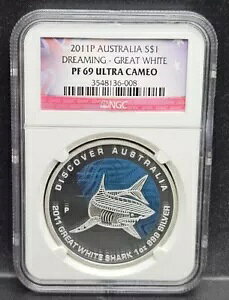 2011P AUSTRALIA S$1
DREAMING - GREAT WHITE
PF 69 ULTRA CAMEO
3548136-008
NGC
DISCOVER AUSTRALIA
P
2011 GREAT WHITE SHARK 1oz 999 SILVER